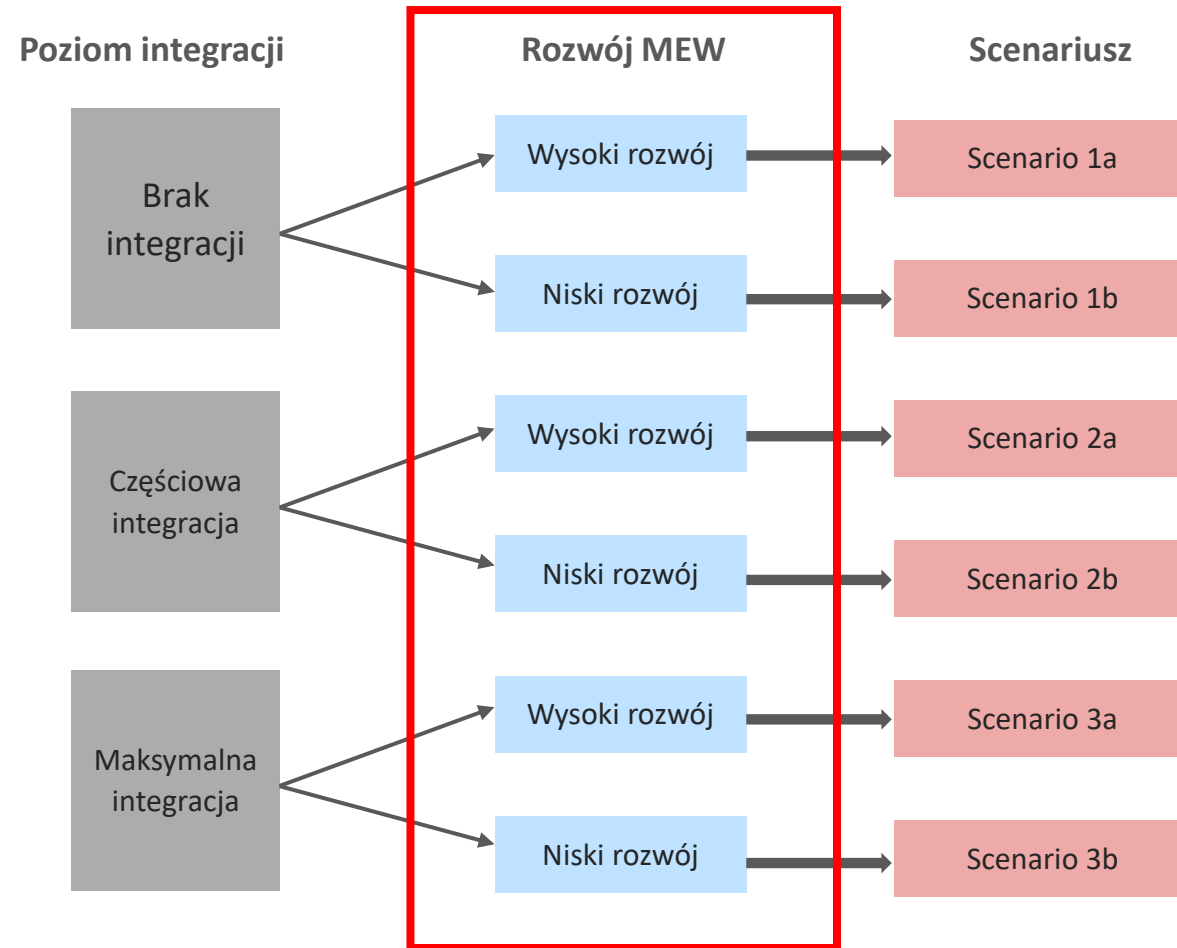 Poziom integracji
Rozwój MEW
Scenariusz
Brak
integracji
Wysoki rozwój
Scenario 1a
Niski rozwój
Scenario 1b
Częściowa
integracja
Wysoki rozwój
Scenario 2a
Niski rozwój
Scenario 2b
Maksymalna
integracja
Wysoki rozwój
Scenario 3a
Niski rozwój
Scenario 3b